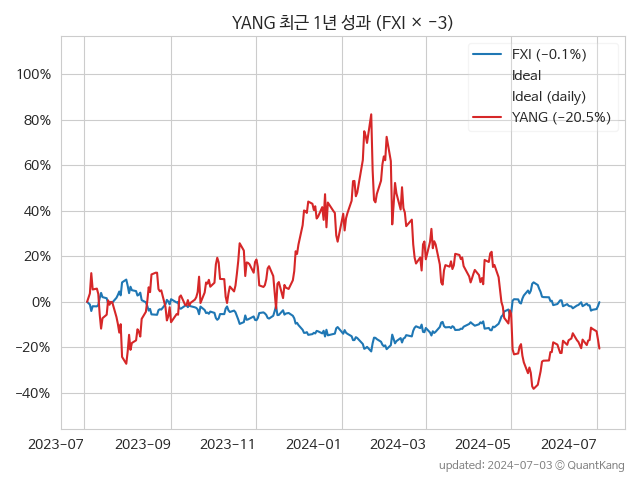 YANG 최근 1년 성과 (FXI × −3)
FXI (−0.1%)
Ideal
Ideal (daily)
YANG (−20.5%)
100%
80%
60%
40%
20%
0%
−20%
−40%
2023-07
2023-09
2023-11
2024-01
2024-03
2024-05
2024-07
updated: 2024-07-03 © QuantKang